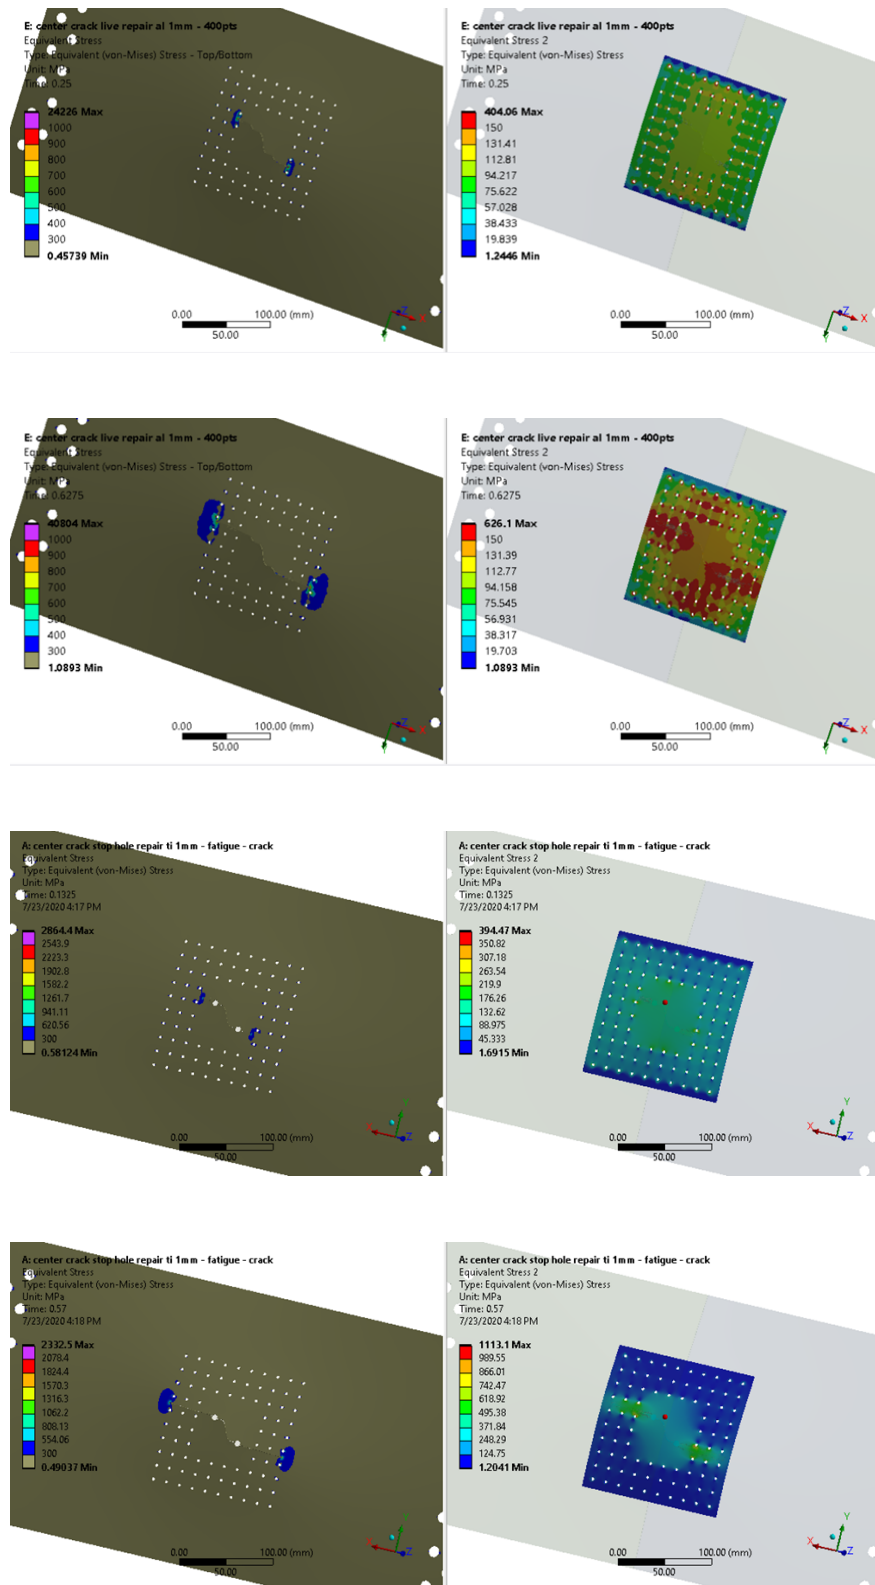 E: center crack live repair al 1mm - 400pts
Equivalent Stress
Type: Equivalent (von-Mises) Stress - Top/Bottom
Unit: MPa
Time: 0.25
24226 Max
1000
900
800
700
600
500
400
300
0.45739 Min
0.00
100.00 (mm)
50.00
Z
X
Y
E: center crack live repair al 1mm - 400pts
Equivalent Stress 2
Type: Equivalent (von-Mises) Stress
Unit: MPa
Time: 0.25
404.06 Max
150
131.41
112.81
94.217
75.622
57.028
38.433
19.839
1.2446 Min
0.00
100.00 (mm)
50.00
Z
X
Y
E: center crack live repair al 1mm - 400pts
Equivalent Stress
Type: Equivalent (von-Mises) Stress - Top/Bottom
Unit: MPa
Time: 0.6275
40804 Max
1000
900
800
700
600
500
400
300
1.0893 Min
0.00
100.00 (mm)
50.00
Z
X
Y
E: center crack live repair al 1mm - 400pts
Equivalent Stress 2
Type: Equivalent (von-Mises) Stress
Unit: MPa
Time: 0.6275
626.1 Max
150
131.39
112.77
94.158
75.545
56.931
38.317
19.703
1.0893 Min
0.00
100.00 (mm)
50.00
Z
X
Y
A: center crack stop hole repair ti 1mm - fatigue - crack
Equivalent Stress
Type: Equivalent (von-Mises) Stress
Unit: MPa
Time: 0.1325
7/23/2020 4:17 PM
2864.4 Max
2543.9
2223.3
1902.8
1582.2
1261.7
941.11
620.56
300
0.58124 Min
0.00
100.00 (mm)
50.00
Y
X
Z
A: center crack stop hole repair ti 1mm - fatigue - crack
Equivalent Stress 2
Type: Equivalent (von-Mises) Stress
Unit: MPa
Time: 0.1325
7/23/2020 4:17 PM
394.47 Max
350.82
307.18
263.54
219.9
176.26
132.62
88.975
45.333
1.6915 Min
0.00
100.00 (mm)
50.00
Y
X
Z
A: center crack stop hole repair ti 1mm - fatigue - crack
Equivalent Stress
Type: Equivalent (von-Mises) Stress
Unit: MPa
Time: 0.57
7/23/2020 4:18 PM
2332.5 Max
2078.4
1824.4
1570.3
1316.3
1062.2
808.13
554.06
300
0.49037 Min
0.00
100.00 (mm)
50.00
Y
X
Z
A: center crack stop hole repair ti 1mm - fatigue - crack
Equivalent Stress 2
Type: Equivalent (von-Mises) Stress
Unit: MPa
Time: 0.57
7/23/2020 4:18 PM
1113.1 Max
989.55
866.01
742.47
618.92
495.38
371.84
248.29
124.75
1.2041 Min
0.00
100.00 (mm)
50.00
Y
X
Z